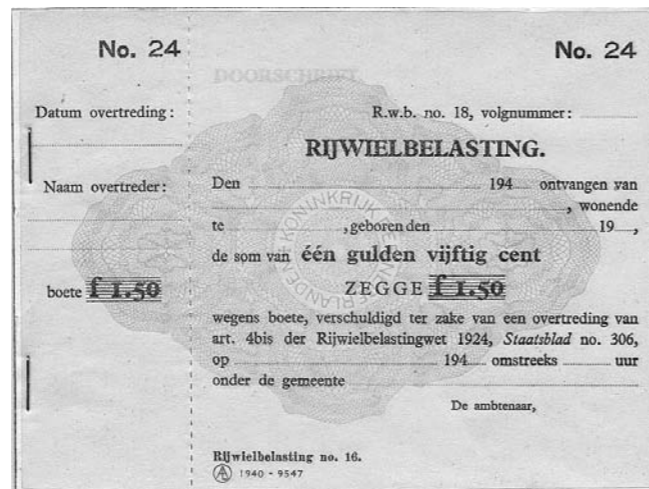 No. 24
Datum overtreding:
Naam overtreder:
boete f 1.50
No. 24
DOORSCHRIFT
R.w.b. no. 18, volgnummer:
RIJWIELBELASTING.
Den 194 ontvangen van
, wonende
te , geboren den 19 ,
de som van één gulden vijftig cent
ZEGGE f 1.50
wegens boete, verschuldigd ter zake van een overtreding van
art. 4bis der Rijwielbelastingwet 1924, Staatsblad no. 306,
op 194 omstreeks uur
onder de gemeente
De ambtenaar,
KONINKRIJK DER NEDERLANDEN
Rijwielbelasting no. 16.
1940 - 9547